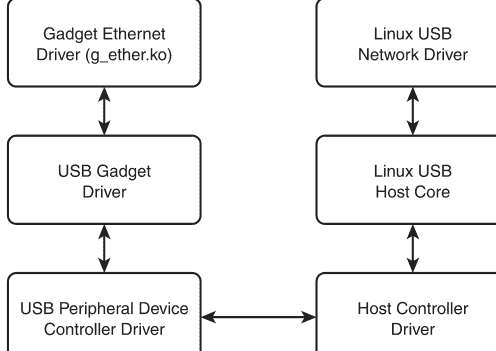 Gadget Ethernet
Driver (g_ether.ko)
Linux USB
Network Driver
USB Gadget
Driver
Linux USB
Host Core
USB Peripheral Device
Controller Driver
Host Controller
Driver